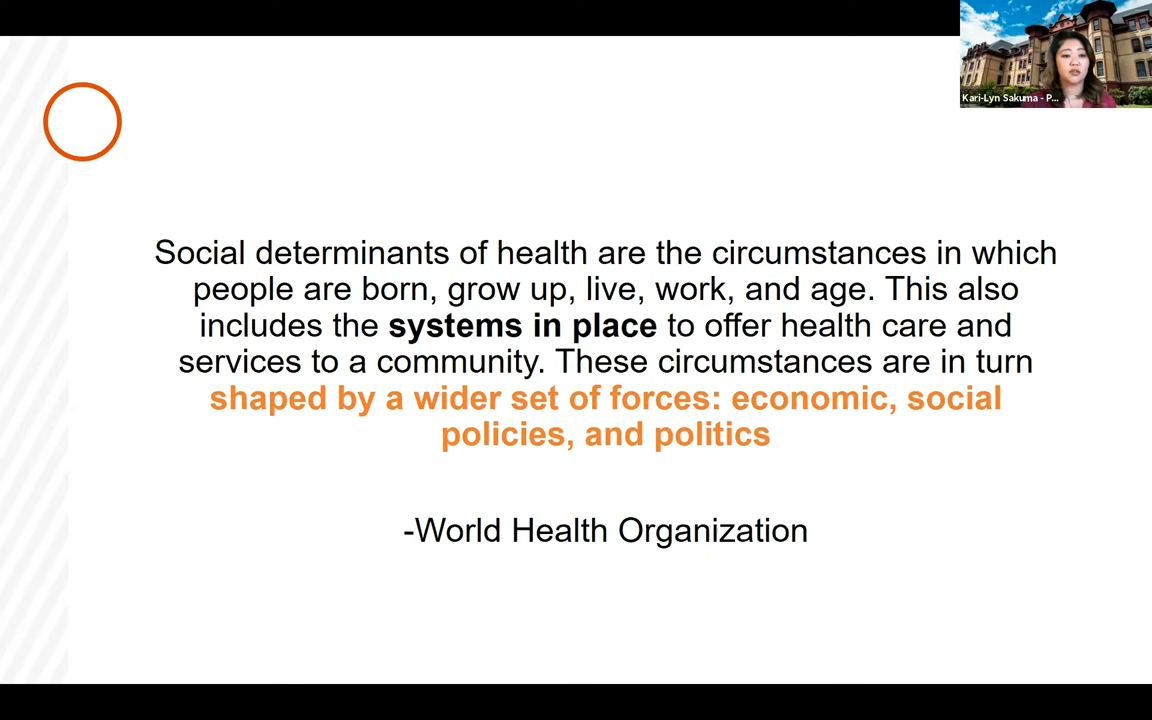 Kari-Lyn Sakuma - P...
Social determinants of health are the circumstances in which
people are born, grow up, live, work, and age. This also
includes the systems in place to offer health care and
services to a community. These circumstances are in turn
shaped by a wider set of forces: economic, social
policies, and politics
-World Health Organization